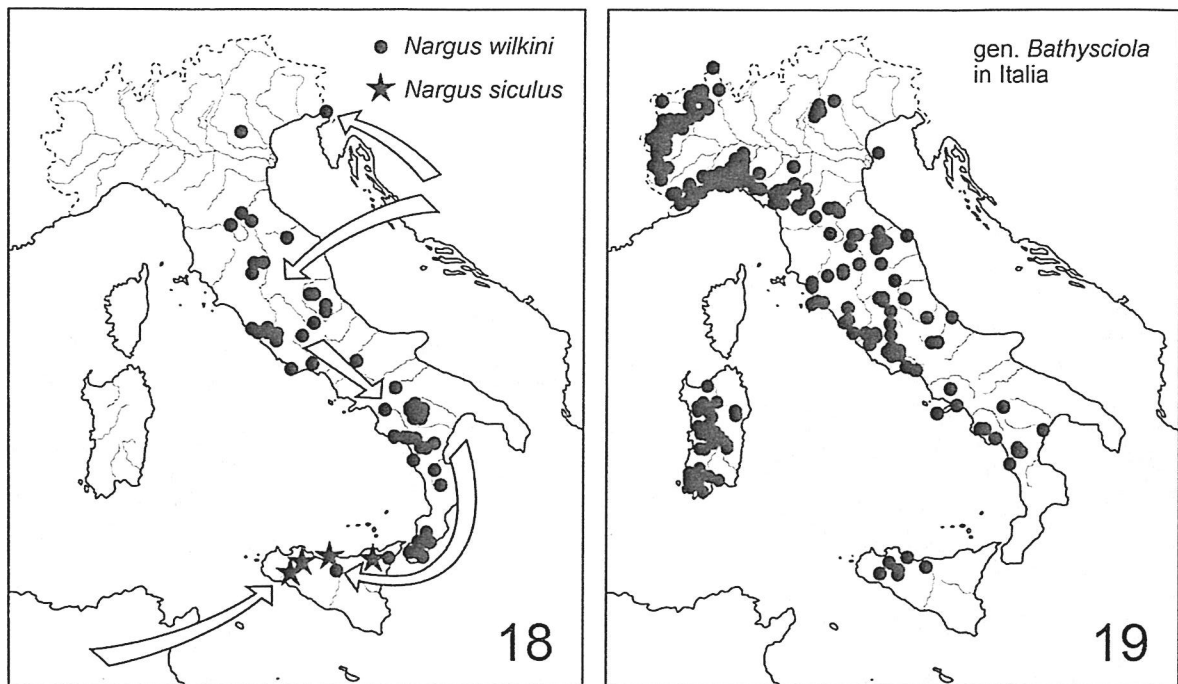 Nargus wilkini
Nargus siculus
18
gen. Bathysciola
in Italia
19